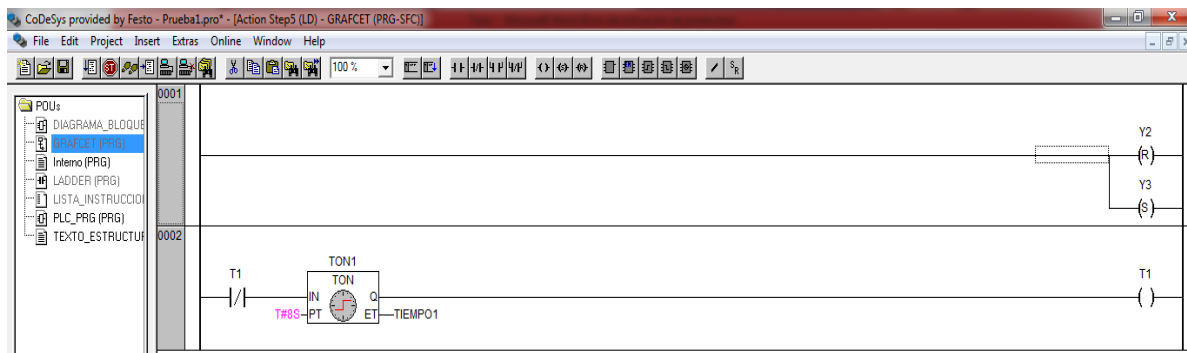 CoDeSys provided by Festo - Prueba1.pro* - [Action Step5 (LD) - GRAFCET (PRG-SFC)]
File Edit Project Insert Extras Online Window Help
100 %
POUs
DIAGRAMA_BLOQUE
GRAFCET (PRG)
Interno (PRG)
LADDER (PRG)
LISTA_INSTRUCCIO
PLC_PRG (PRG)
TEXTO_ESTRUCTUR
0001
Y2
R
Y3
S
0002
T1
TON1
TON
IN Q
T#8S PT ET TIEMPO1
T1